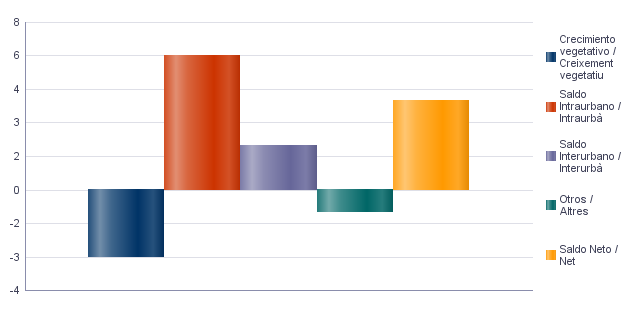 8
6
4
3
2
0
-2
-3
-4
Crecimiento
vegetativo /
Creixement
vegetatiu
Saldo
Intraurbano /
Intraurbà
Saldo
Interurbano /
Interurbà
Otros /
Altres
Saldo Neto /
Net